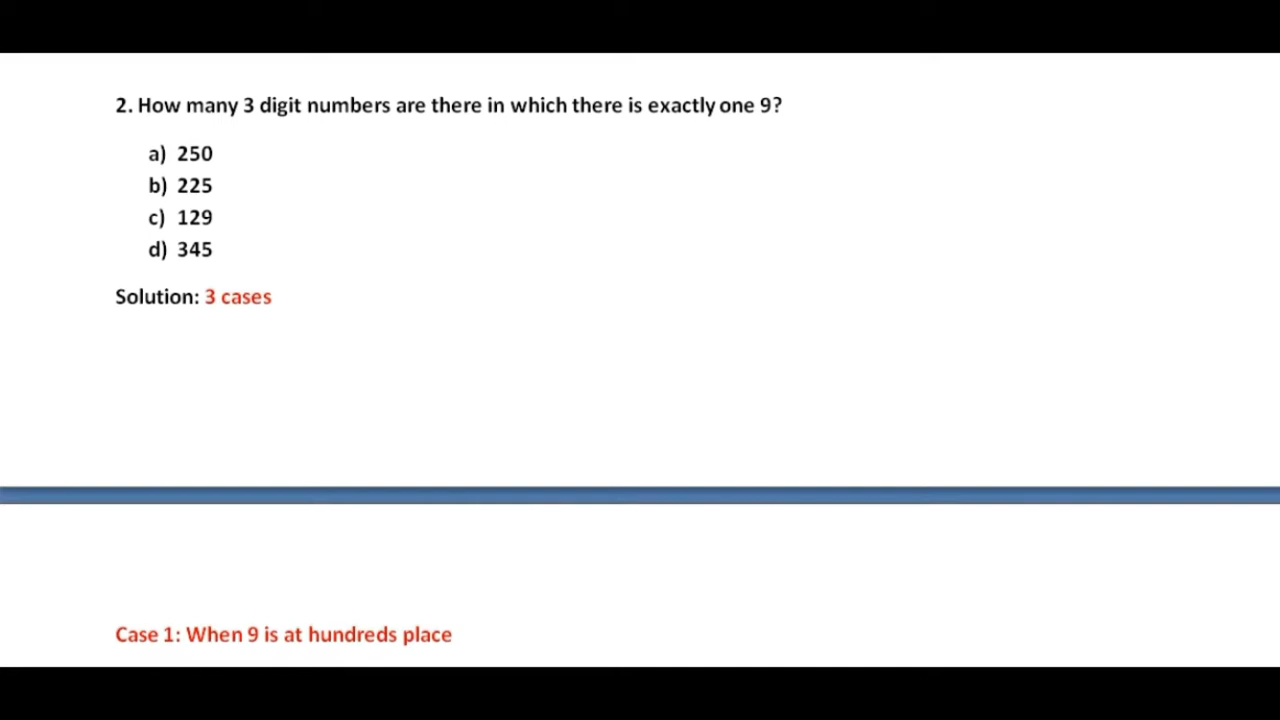 2. How many 3 digit numbers are there in which there is exactly one 9?
a) 250
b) 225
c) 129
d) 345
Solution: 3 cases
Case 1: When 9 is at hundreds place